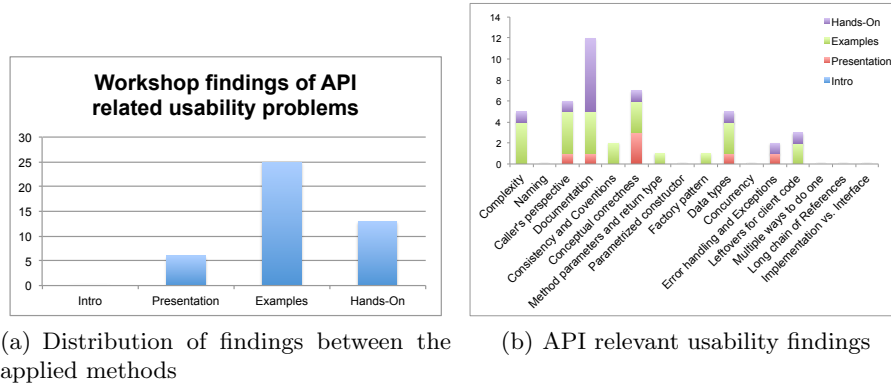 Workshop findings of API
related usability problems
30
25
20
15
10
5
0
Intro
Presentation
Examples
Hands-On
(a) Distribution of findings between the
applied methods
14
12
10
8
6
4
2
0
Hands-On
Examples
Presentation
Intro
Complexity
Naming
Caller's perspective
Documentation
Consistency and Coventions
Conceptual correctness
Method parameters and return type
Parametrized constructor
Factory pattern
Data types
Concurrency
Error handling and Exceptions
Leftovers for client code
Multiple ways to do one
Long chain of References
Implementation vs. Interface
(b) API relevant usability findings